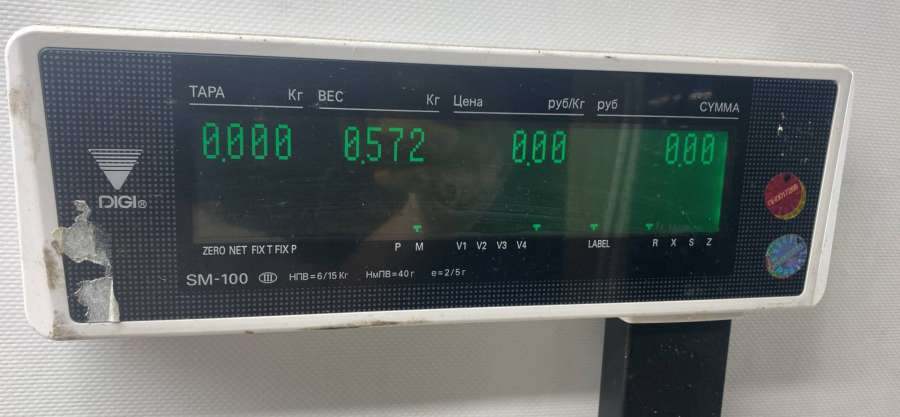 ТАРА Кг ВЕС Кг Цена руб/Кг руб СУММА
0.000 0.572 0.00 0.00
DIGI®
ZERO NET FIX T FIX P P M V1 V2 V3 V4 LABEL R X S Z
SM-100 III НПВ=6/15 Кг НмПВ=40 г e=2/5 г